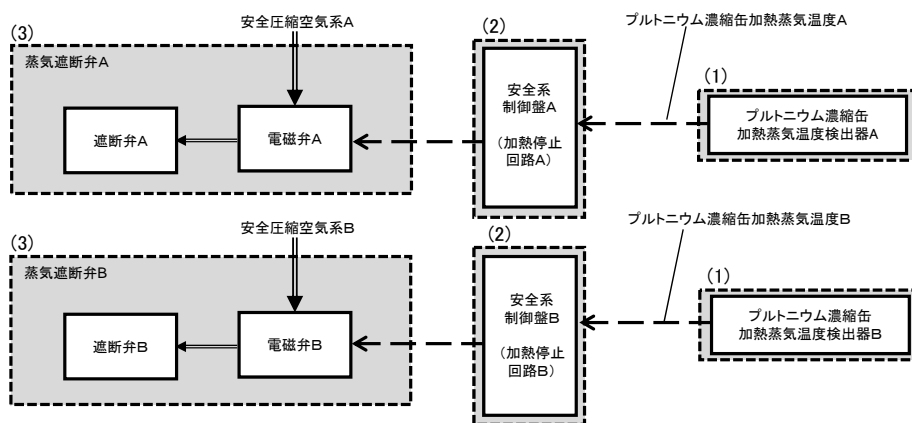 安全圧縮空気系A
プルトニウム濃縮缶加熱蒸気温度A
(3)
(2)
(1)
蒸気遮断弁A
遮断弁A
電磁弁A
安全系
制御盤A
(加熱停止
回路A)
プルトニウム濃縮缶
加熱蒸気温度検出器A
安全圧縮空気系B
プルトニウム濃縮缶加熱蒸気温度B
(3)
(2)
(1)
蒸気遮断弁B
遮断弁B
電磁弁B
安全系
制御盤B
(加熱停止
回路B)
プルトニウム濃縮缶
加熱蒸気温度検出器B